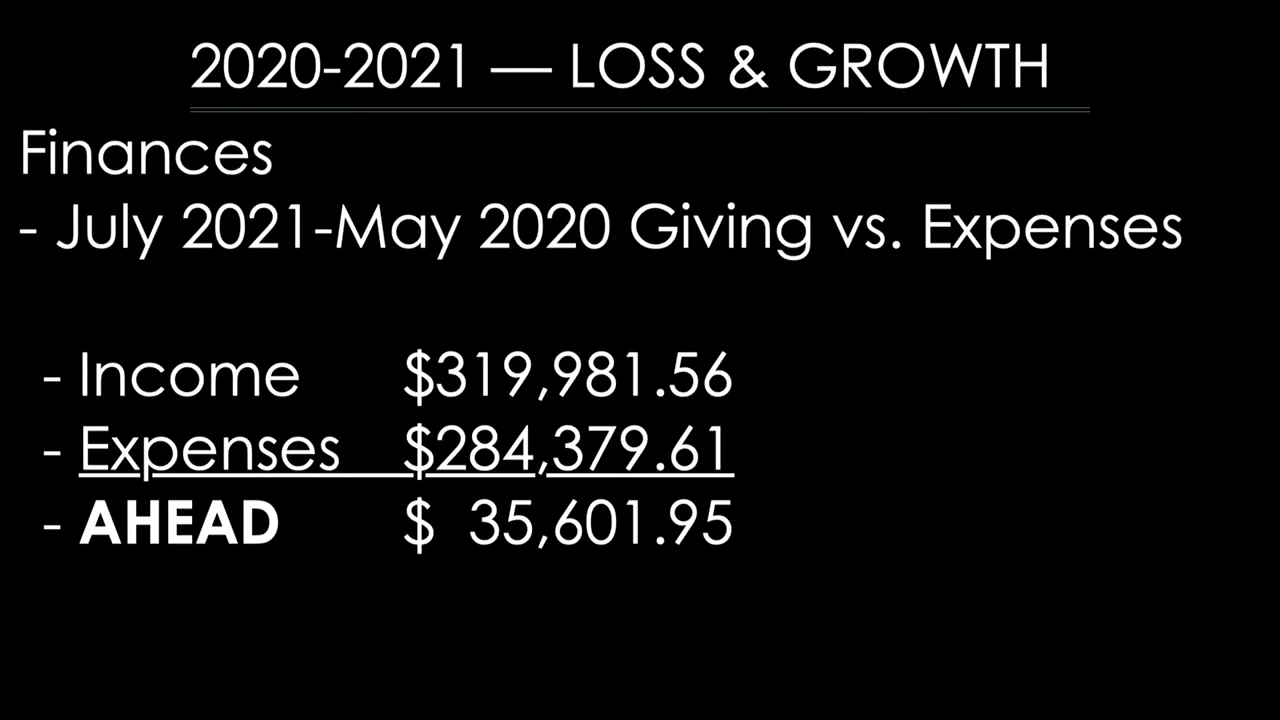 2020-2021 — LOSS & GROWTH
Finances
- July 2021-May 2020 Giving vs. Expenses
- Income $319,981.56
- Expenses $284,379.61
- AHEAD $ 35,601.95